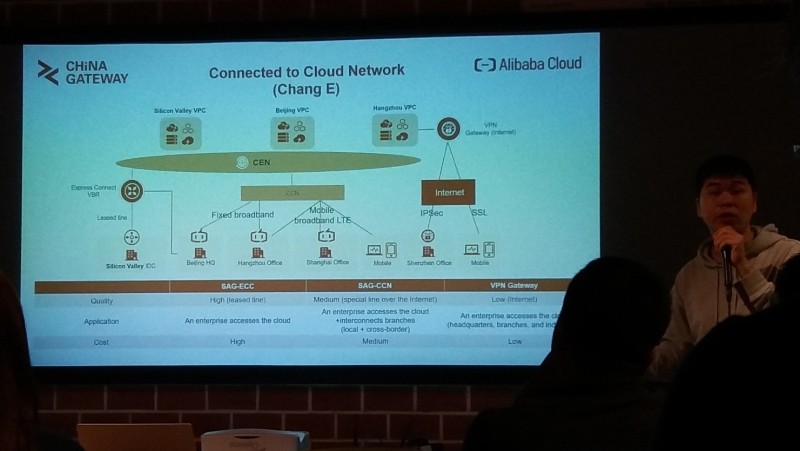 CHINA
GATEWAY
Connected to Cloud Network
(Chang E)
Alibaba Cloud
Silicon Valley VPC
Beijing VPC
Hangzhou VPC
VPN
Gateway (Internet)
CEN
Express Connect
VBR
CCN
Internet
Leased line
Fixed broadband
Mobile
broadband LTE
IPSec
SSL
Silicon Valley IDC
Beijing HQ
Hangzhou Office
Shanghai Office
Mobile
Shenzhen Office
Mobile
SAG-ECC
SAG-CCN
VPN Gateway
Quality
High (leased line)
Medium (special line over the Internet)
Low (Internet)
Application
An enterprise accesses the cloud
An enterprise accesses the cloud
+interconnects branches
(local + cross-border)
An enterprise accesses the
(headquarters, branches, and
Cost
High
Medium
Low